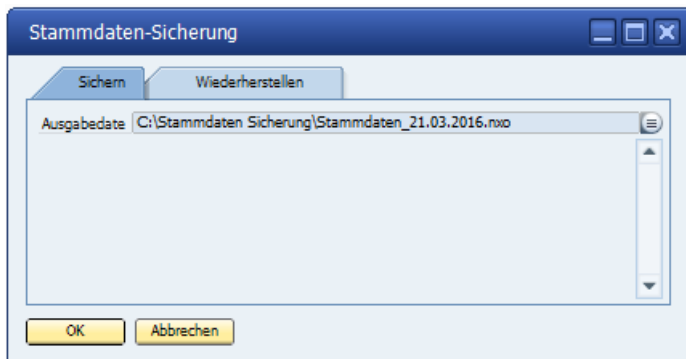 Stammdaten-Sicherung
Sichern Wiederherstellen
Ausgabedate C:\Stammdaten Sicherung\Stammdaten_21.03.2016.nxo
OK Abbrechen